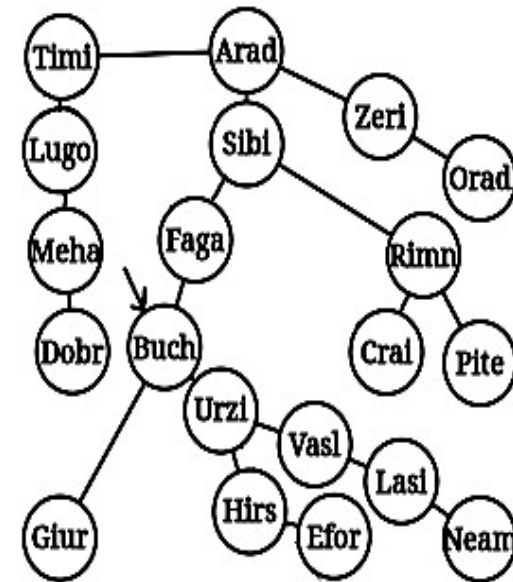 Timi
Arad
Zeri
Lugo
Sibi
Orad
Meha
Faga
Rimn
Dobr
Buch
Crai
Pite
Urzi
Vasl
Lasi
Giur
Hirs
Efor
Neam